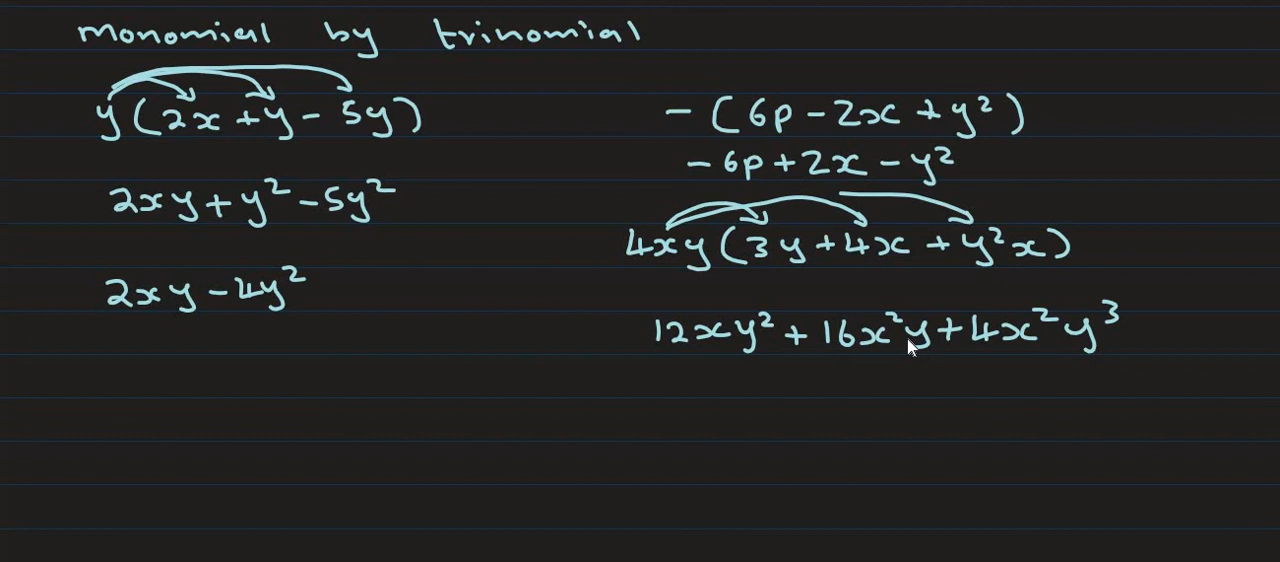 monomial by trinomial
y(2x + y - 5y)
2xy + y² - 5y²
2xy - 4y²
- (6p - 2x + y²)
- 6p + 2x - y²
4xy(3y + 4x + y²x)
12xy² + 16x²y + 4x²y³